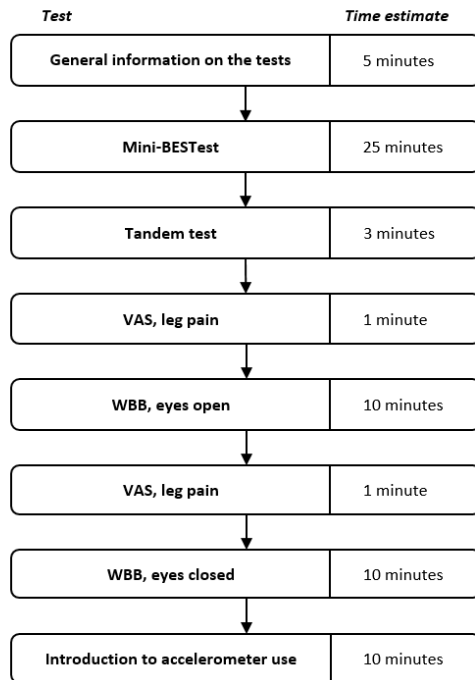 Test Time estimate
General information on the tests 5 minutes
Mini-BESTest 25 minutes
Tandem test 3 minutes
VAS, leg pain 1 minute
WBB, eyes open 10 minutes
VAS, leg pain 1 minute
WBB, eyes closed 10 minutes
Introduction to accelerometer use 10 minutes